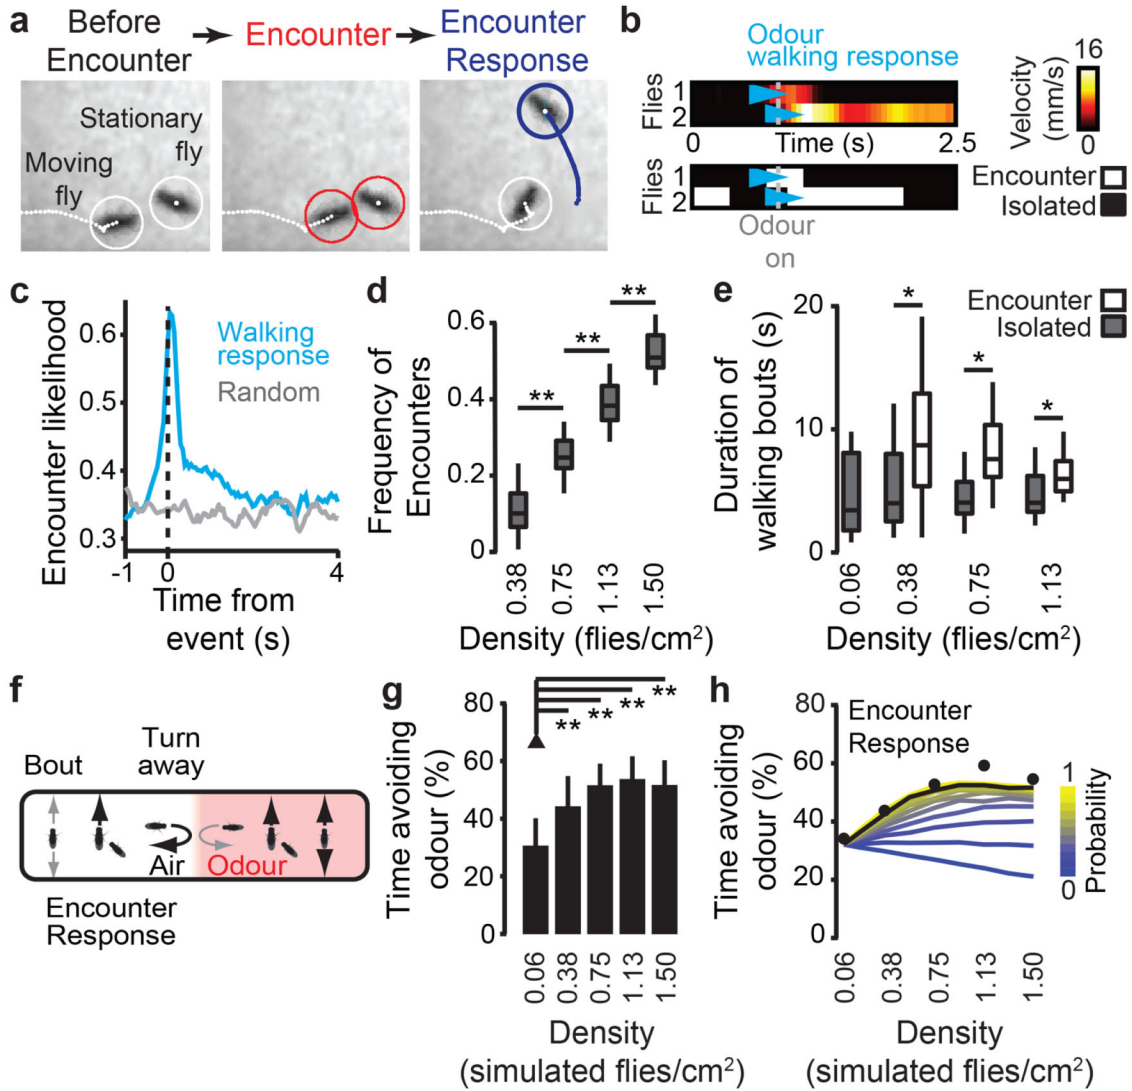 a
Before
Encounter
Encounter
Encounter
Response
Stationary
fly
Moving
fly
b
Odour
walking response
Flies
1
2
0
Time (s)
2.5
Velocity
(mm/s)
16
0
Flies
1
2
Encounter
Isolated
Odour
on
c
Encounter likelihood
0.6
0.5
0.4
0.3
Walking
response
Random
-1
0
4
Time from
event (s)
d
Frequency of
Encounters
0.6
0.4
0.2
0
**
**
**
0.38
0.75
1.13
1.50
Density (flies/cm²)
e
Duration of
walking bouts (s)
20
10
0
*
*
*
Encounter
Isolated
0.06
0.38
0.75
1.13
Density (flies/cm²)
f
Bout
Turn
away
Air
Odour
Encounter
Response
g
Time avoiding
odour (%)
80
60
40
20
0
**
**
**
**
0.06
0.38
0.75
1.13
1.50
Density
(simulated flies/cm²)
h
Time avoiding
odour (%)
80
60
40
20
0
Encounter
Response
1
0
Probability
0.06
0.38
0.75
1.13
1.50
Density
(simulated flies/cm²)